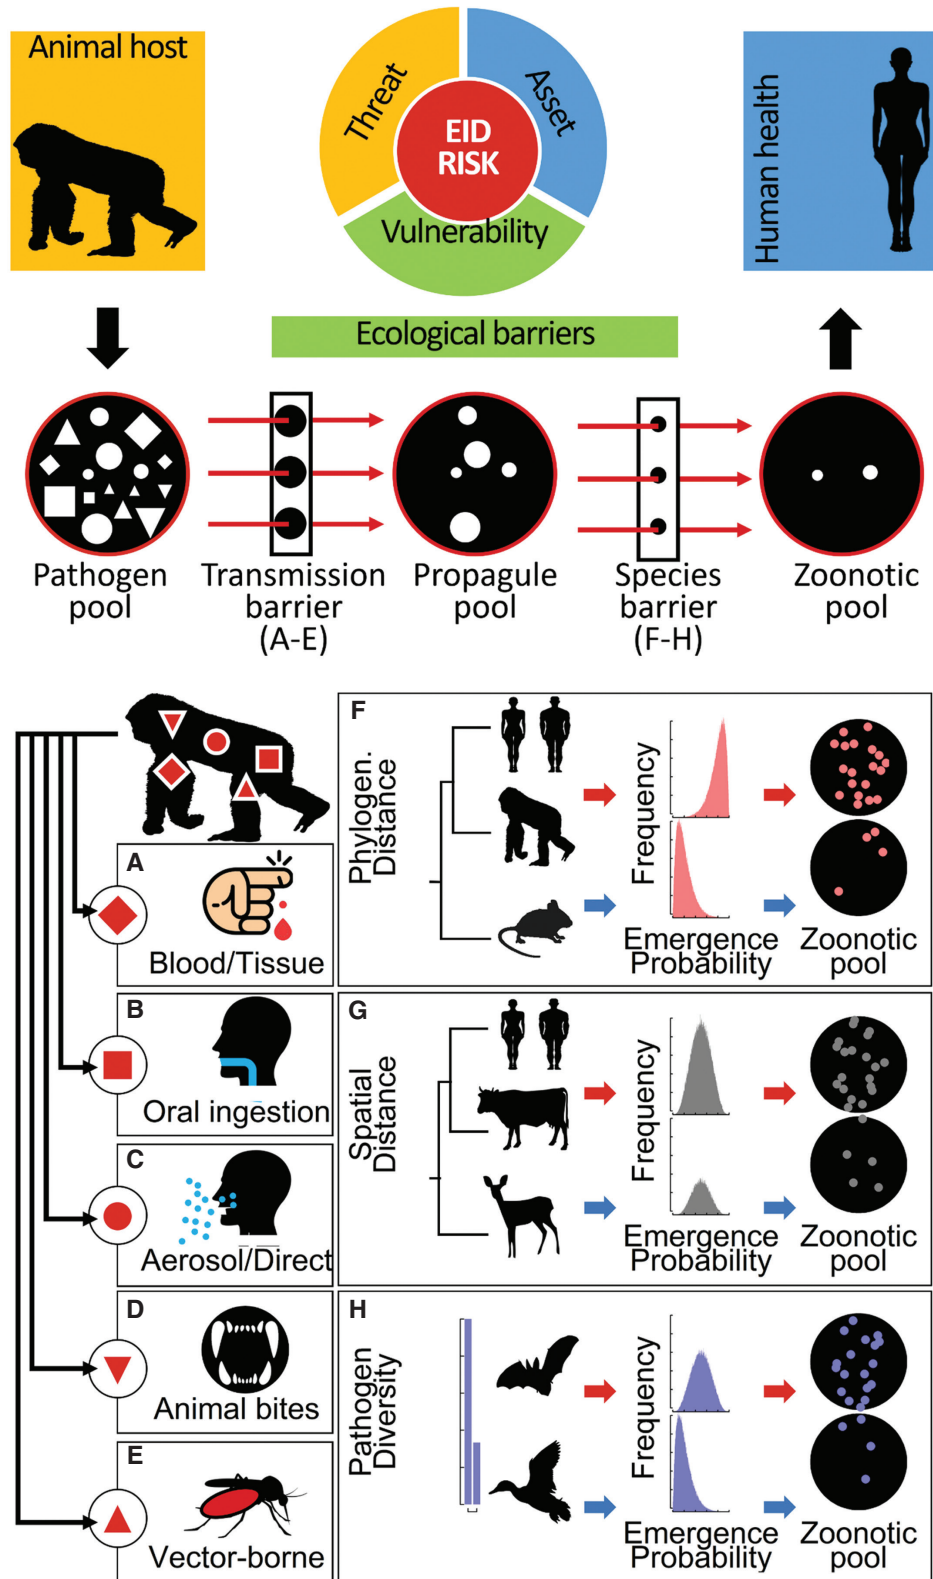 Animal host
Threat
Asset
EID
RISK
Vulnerability
Human health
Ecological barriers
Pathogen
pool
Transmission
barrier
(A-E)
Propagule
pool
Species
barrier
(F-H)
Zoonotic
pool
A
Blood/Tissue
B
Oral ingestion
C
Aerosol/Direct
D
Animal bites
E
Vector-borne
F
Phylogen.
Distance
Frequency
Emergence
Probability
Zoonotic
pool
G
Spatial
Distance
Frequency
Emergence
Probability
Zoonotic
pool
H
Pathogen
Diversity
Frequency
Emergence
Probability
Zoonotic
pool